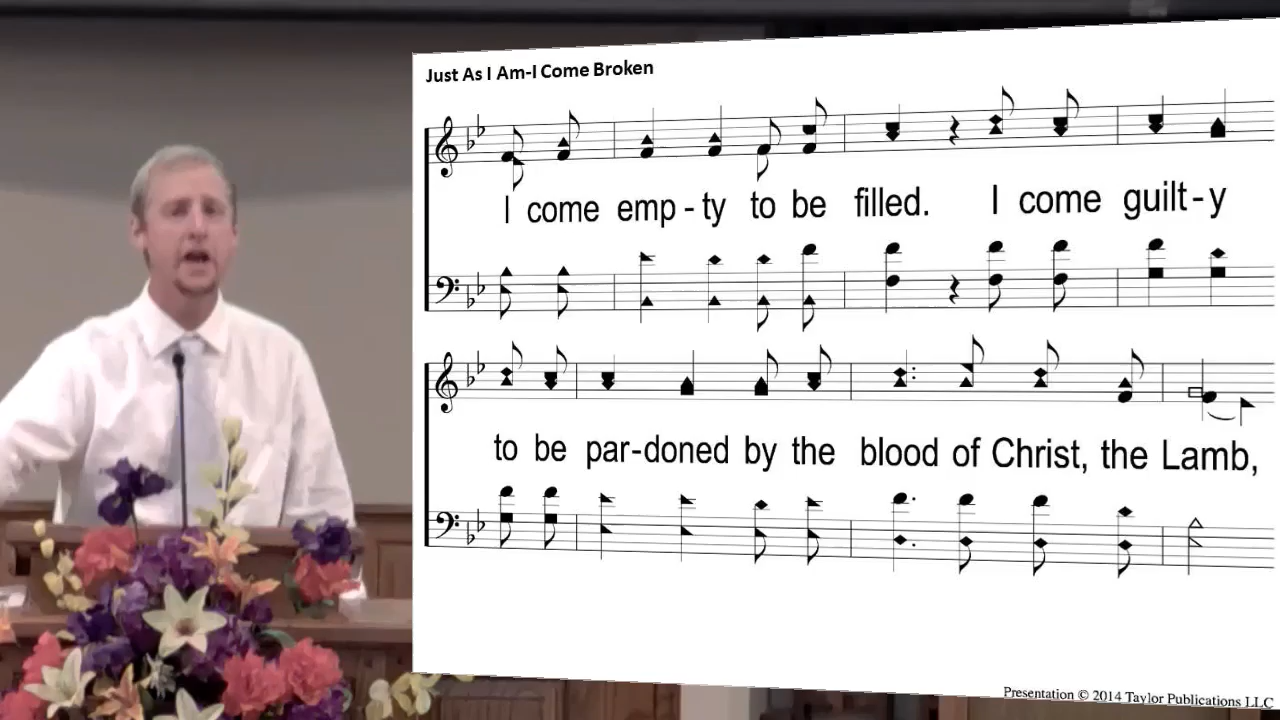 Just As I Am-I Come Broken
I come emp - ty to be filled. I come guilt - y
to be par-doned by the blood of Christ, the Lamb,
Presentation © 2014 Taylor Publications LLC